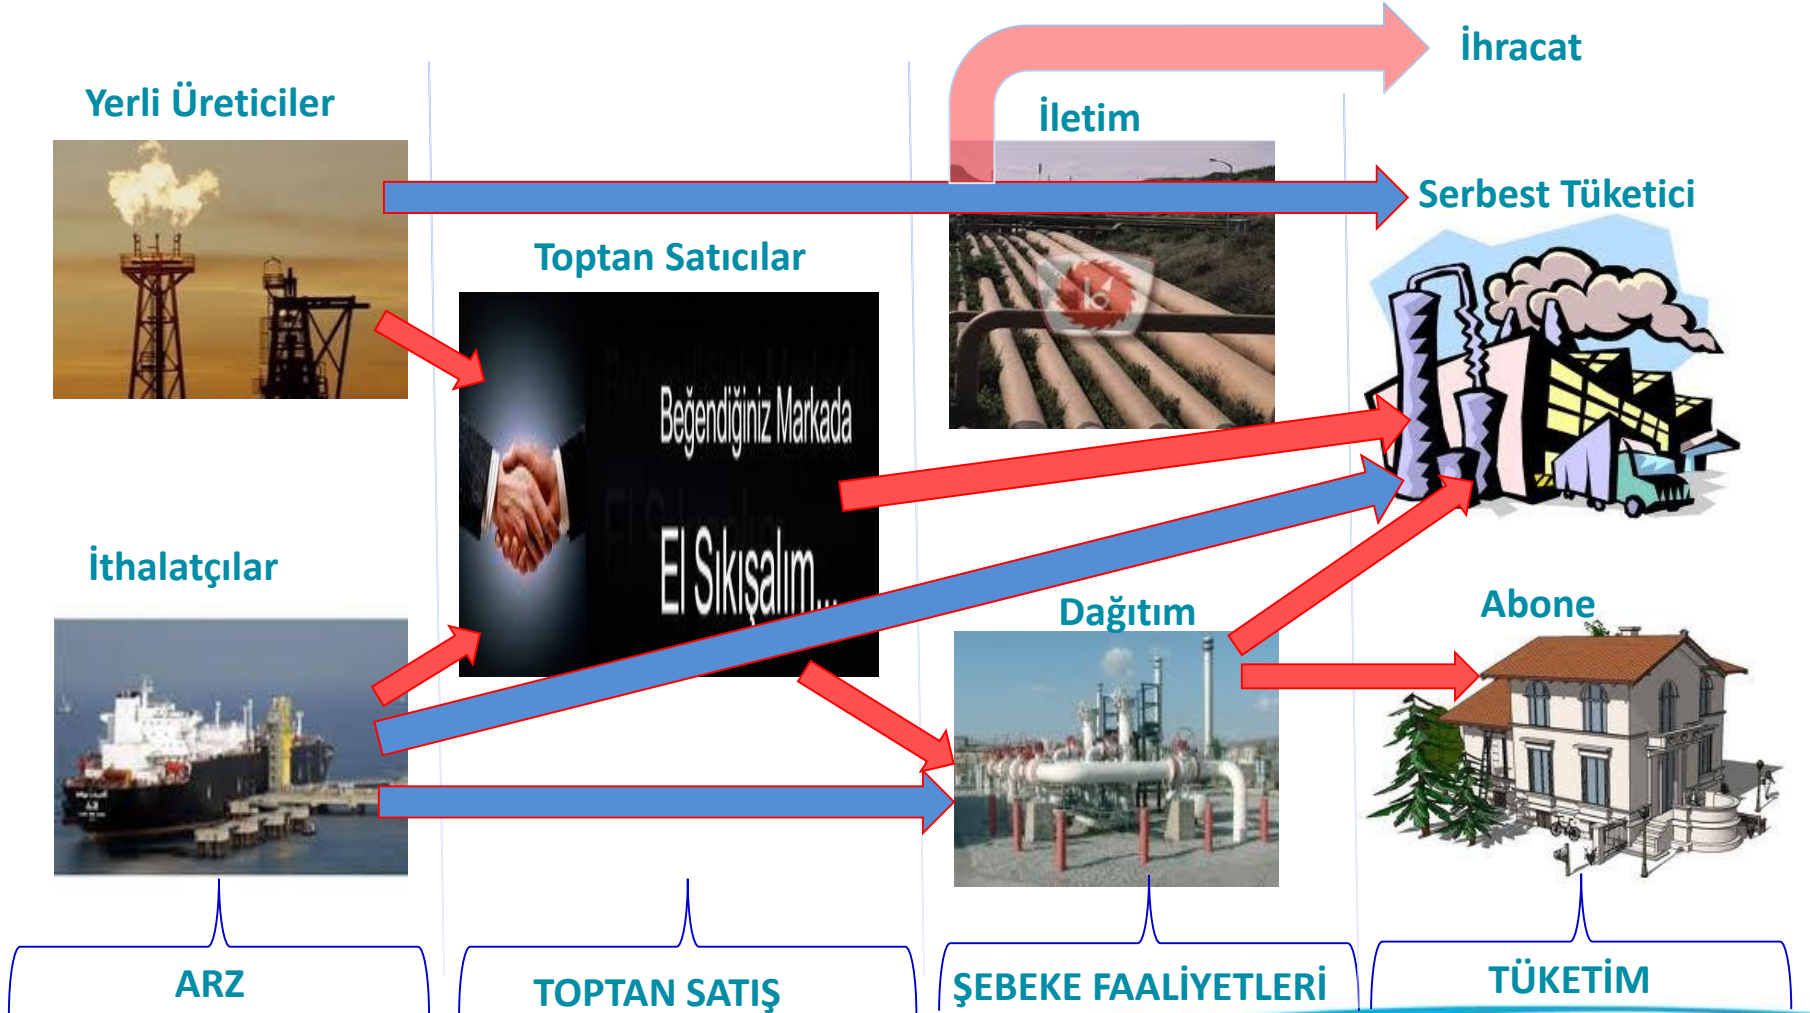 İhracat
Yerli Üreticiler
İletim
Serbest Tüketici
Toptan Satıcılar
Beğendiğiniz Markada
El Sıkışalım...
İthalatçılar
Dağıtım
Abone
ARZ
TOPTAN SATIŞ
ŞEBEKE FAALİYETLERİ
TÜKETİM